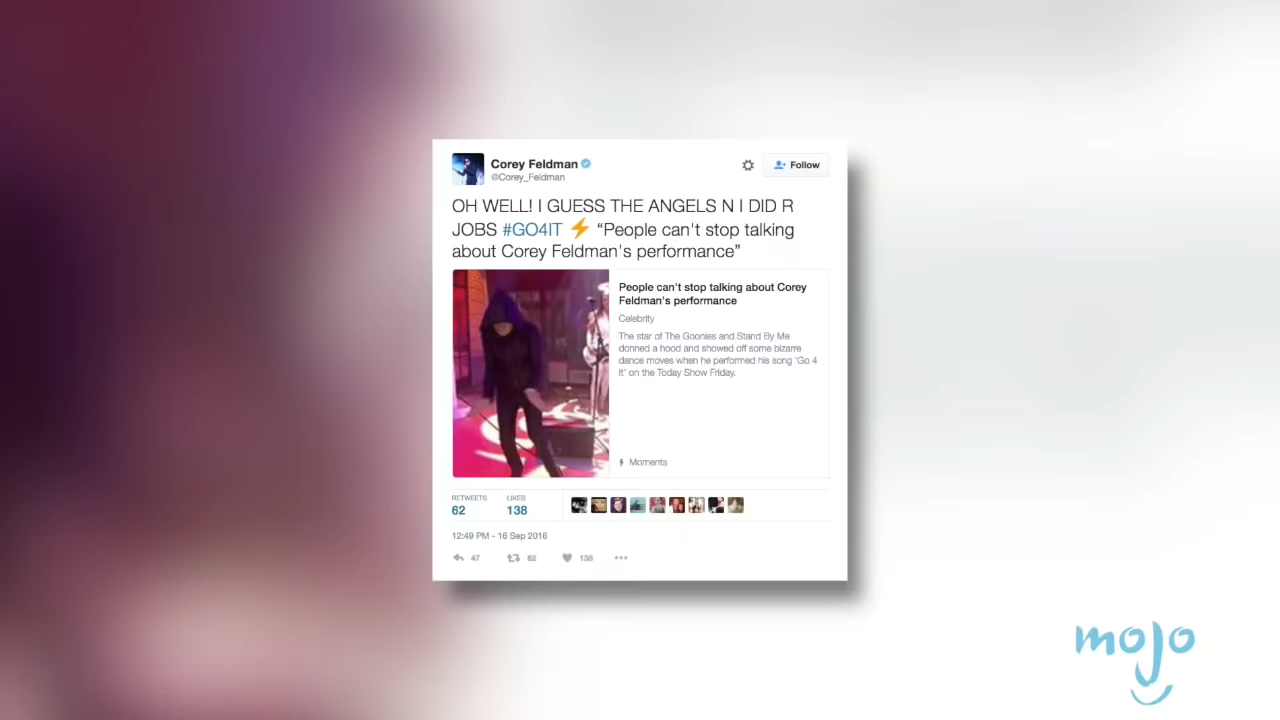 Corey Feldman
@Corey_Feldman
Follow
OH WELL! I GUESS THE ANGELS N I DID R
JOBS #GO4IT ⚡ “People can't stop talking
about Corey Feldman's performance”
People can't stop talking about Corey
Feldman's performance
Celebrity
The star of The Goonies and Stand By Me
donned a hood and showed off some bizarre
dance moves when he performed his song 'Go 4
It' on the Today Show Friday.
Moments
RETWEETS LIKES
62 138
12:49 PM - 16 Sep 2016
47 62 138
mojo